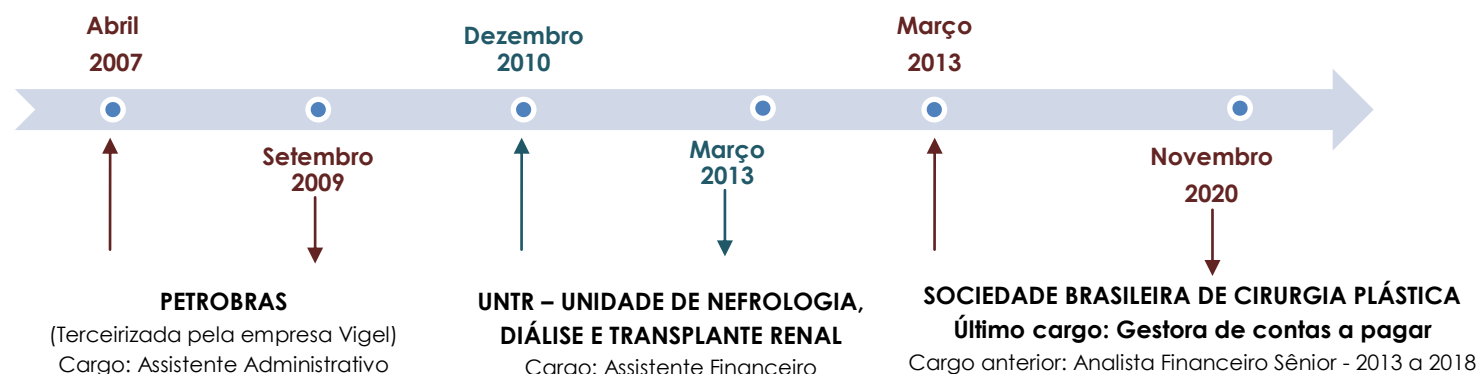 Abril
2007
Dezembro
2010
Março
2013
Setembro
2009
Março
2013
Novembro
2020
PETROBRAS
(Terceirizada pela empresa Vigel)
Cargo: Assistente Administrativo
UNTR – UNIDADE DE NEFROLOGIA,
DIÁLISE E TRANSPLANTE RENAL
Cargo: Assistente Financeiro
SOCIEDADE BRASILEIRA DE CIRURGIA PLÁSTICA
Último cargo: Gestora de contas a pagar
Cargo anterior: Analista Financeiro Sênior - 2013 a 2018